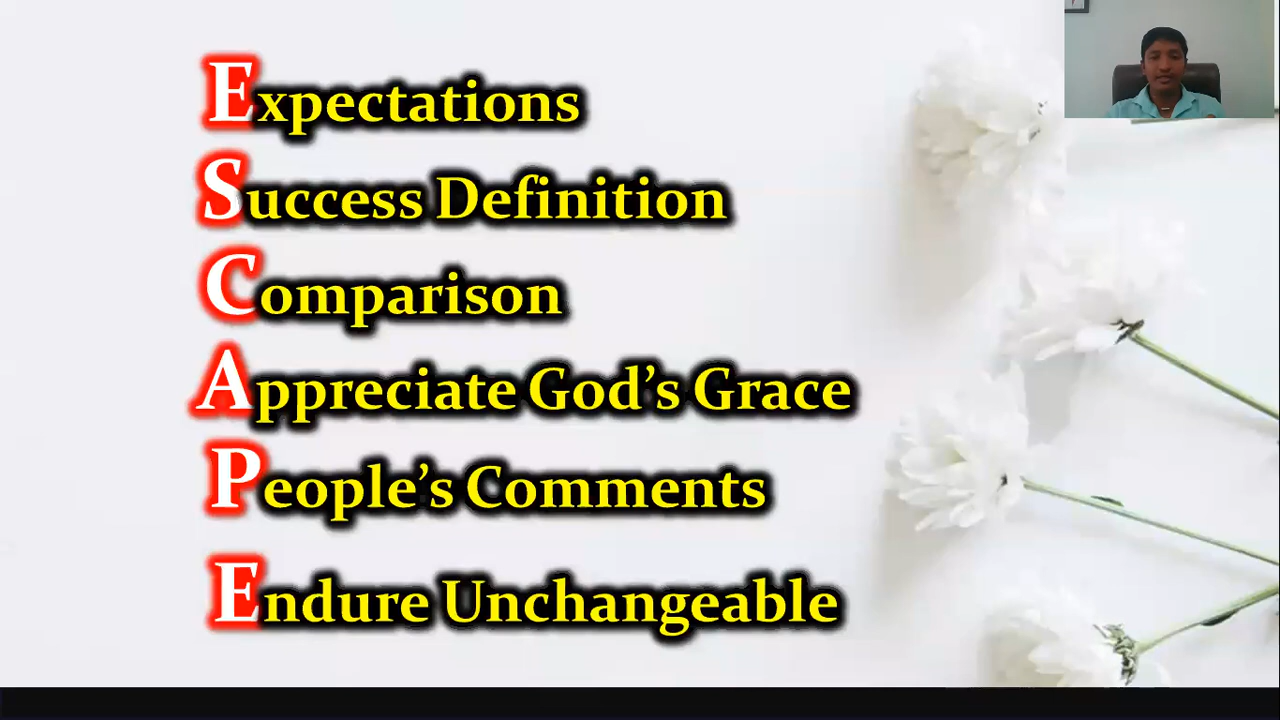 Expectations
Success Definition
Comparison
Appreciate God’s Grace
People’s Comments
Endure Unchangeable